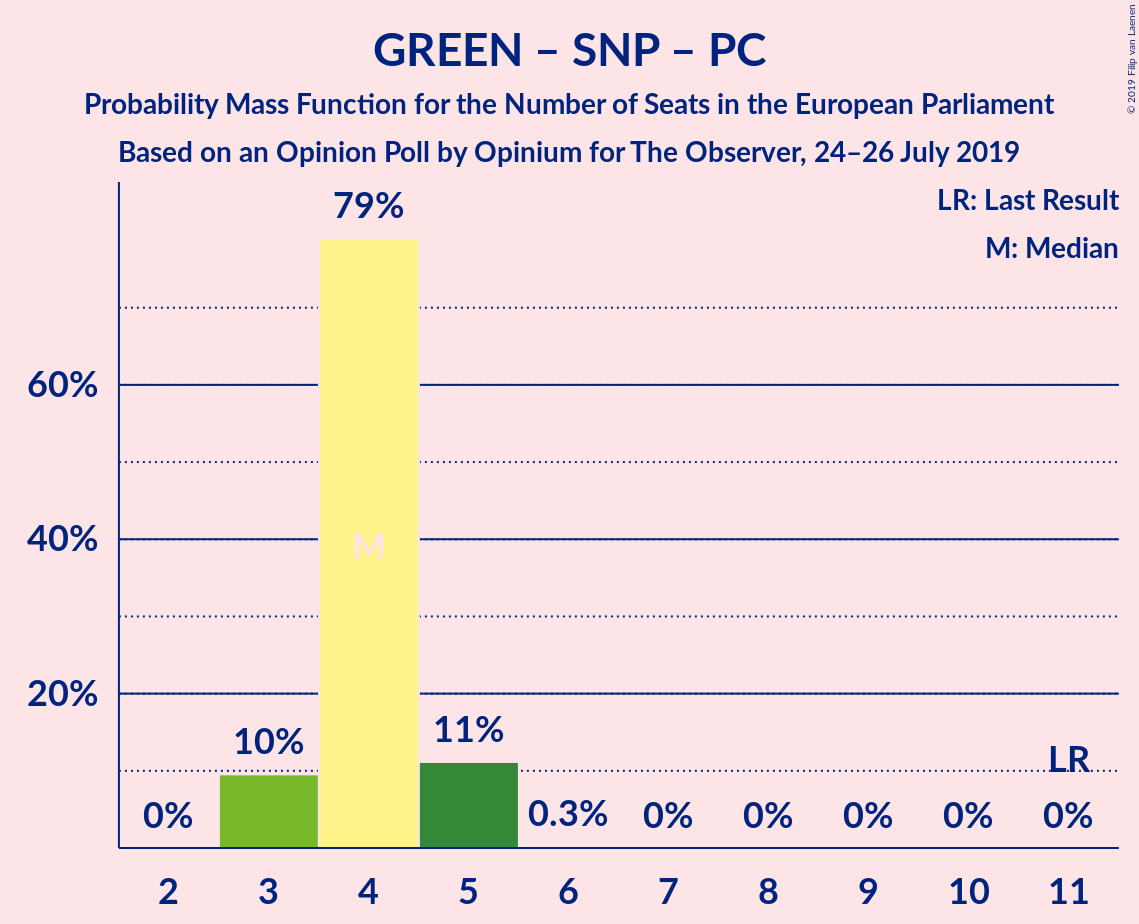 GREEN – SNP – PC
Probability Mass Function for the Number of Seats in the European Parliament
Based on an Opinion Poll by Opinium for The Observer, 24–26 July 2019
© 2019 Filip van Laenen
LR: Last Result
M: Median
79%
60%
40%
M
20%
10%
11%
LR
0%
0.3%
0%
0%
0%
0%
0%
2 3 4 5 6 7 8 9 10 11